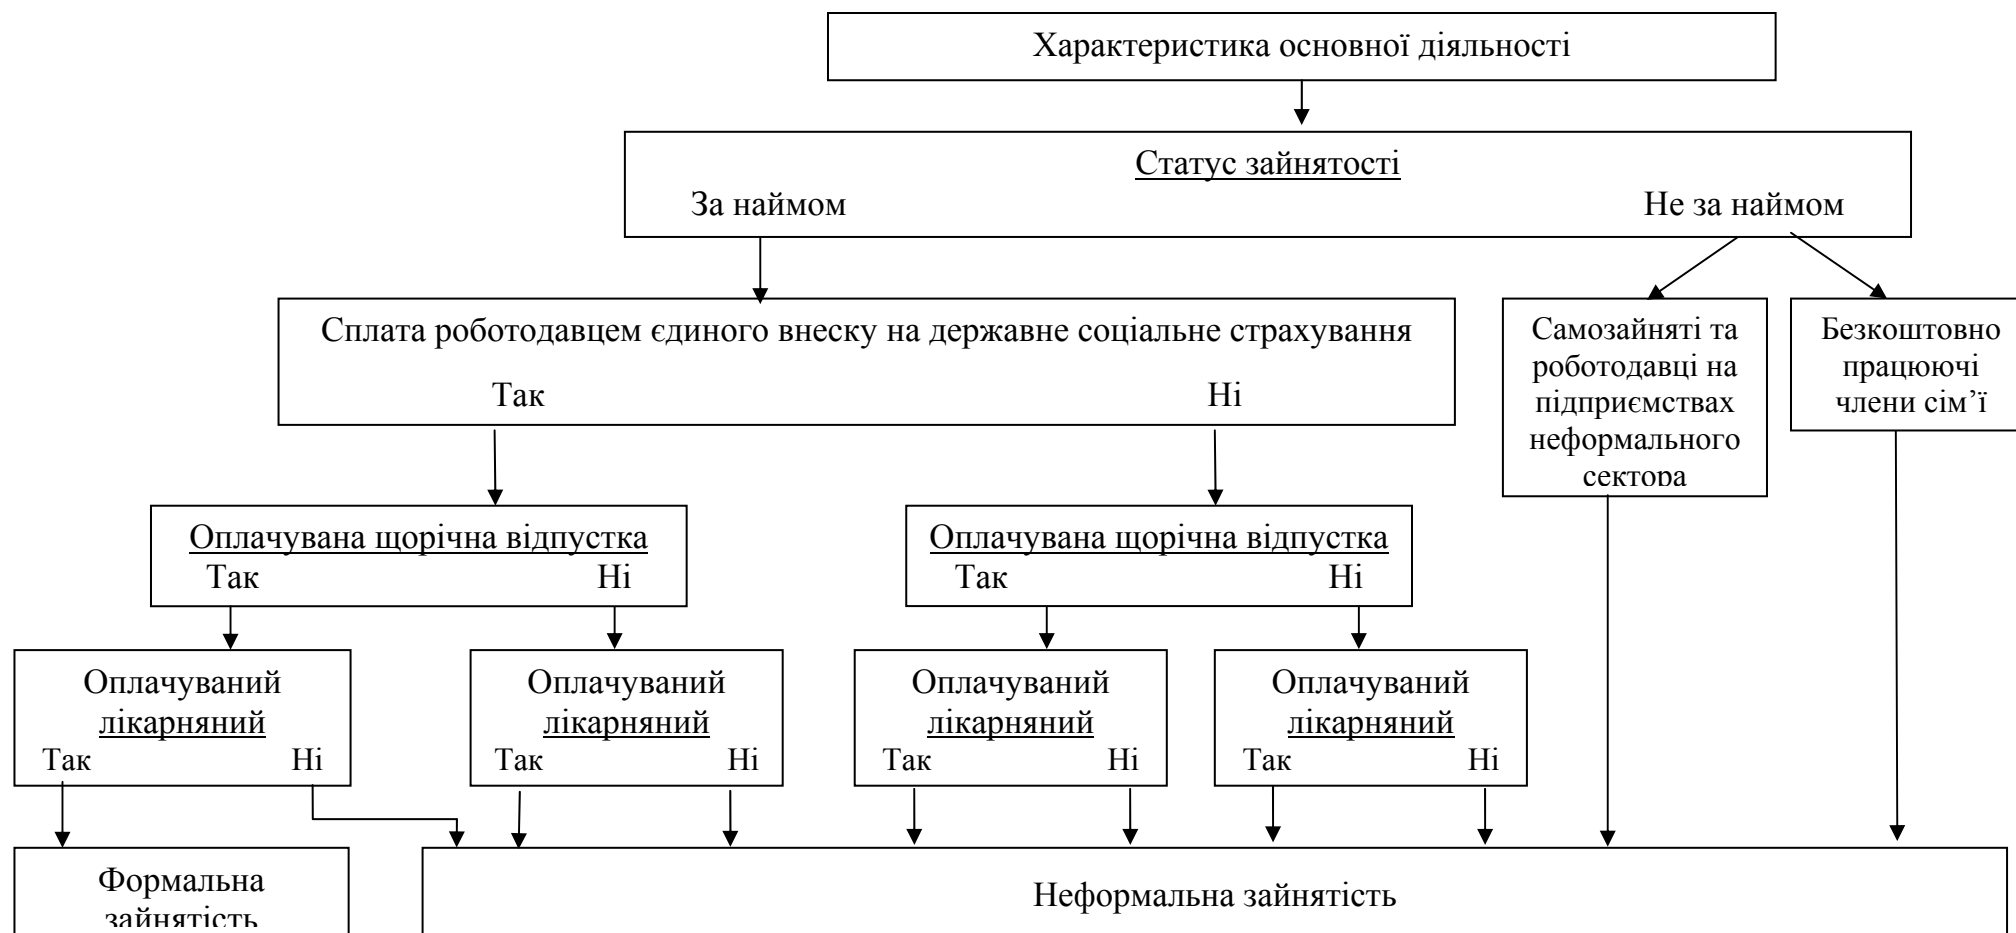 Характеристика основної діяльності
Статус зайнятості
За наймом Не за наймом
Сплата роботодавцем єдиного внеску на державне соціальне страхування
Так Ні
Самозайняті та
роботодавці на
підприємствах
неформального
сектора
Безкоштовно
працюючі
члени сім’ї
Оплачувана щорічна відпустка
Так Ні
Оплачувана щорічна відпустка
Так Ні
Оплачуваний
лікарняний
Так Ні
Оплачуваний
лікарняний
Так Ні
Оплачуваний
лікарняний
Так Ні
Оплачуваний
лікарняний
Так Ні
Формальна
зайнятість
Неформальна зайнятість